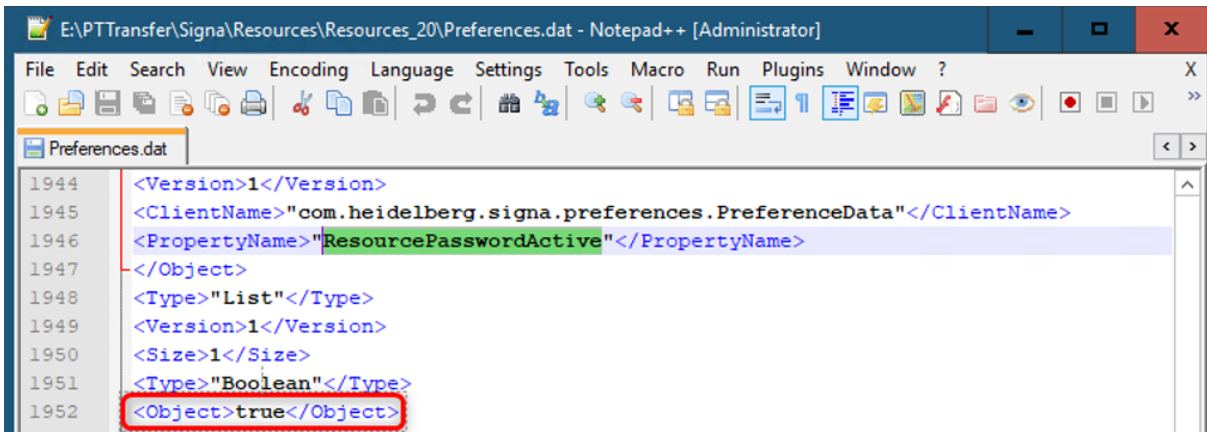 E:\PTTransfer\Signa\Resources\Resources_20\Preferences.dat - Notepad++ [Administrator]
File Edit Search View Encoding Language Settings Tools Macro Run Plugins Window ? X
Preferences.dat
1944 <Version>1</Version>
1945 <ClientName>"com.heidelberg.signa.preferences.PreferenceData"</ClientName>
1946 <PropertyName>"ResourcePasswordActive"</PropertyName>
1947 </Object>
1948 <Type>"List"</Type>
1949 <Version>1</Version>
1950 <Size>1</Size>
1951 <Type>"Boolean"</Type>
1952 <Object>true</Object>